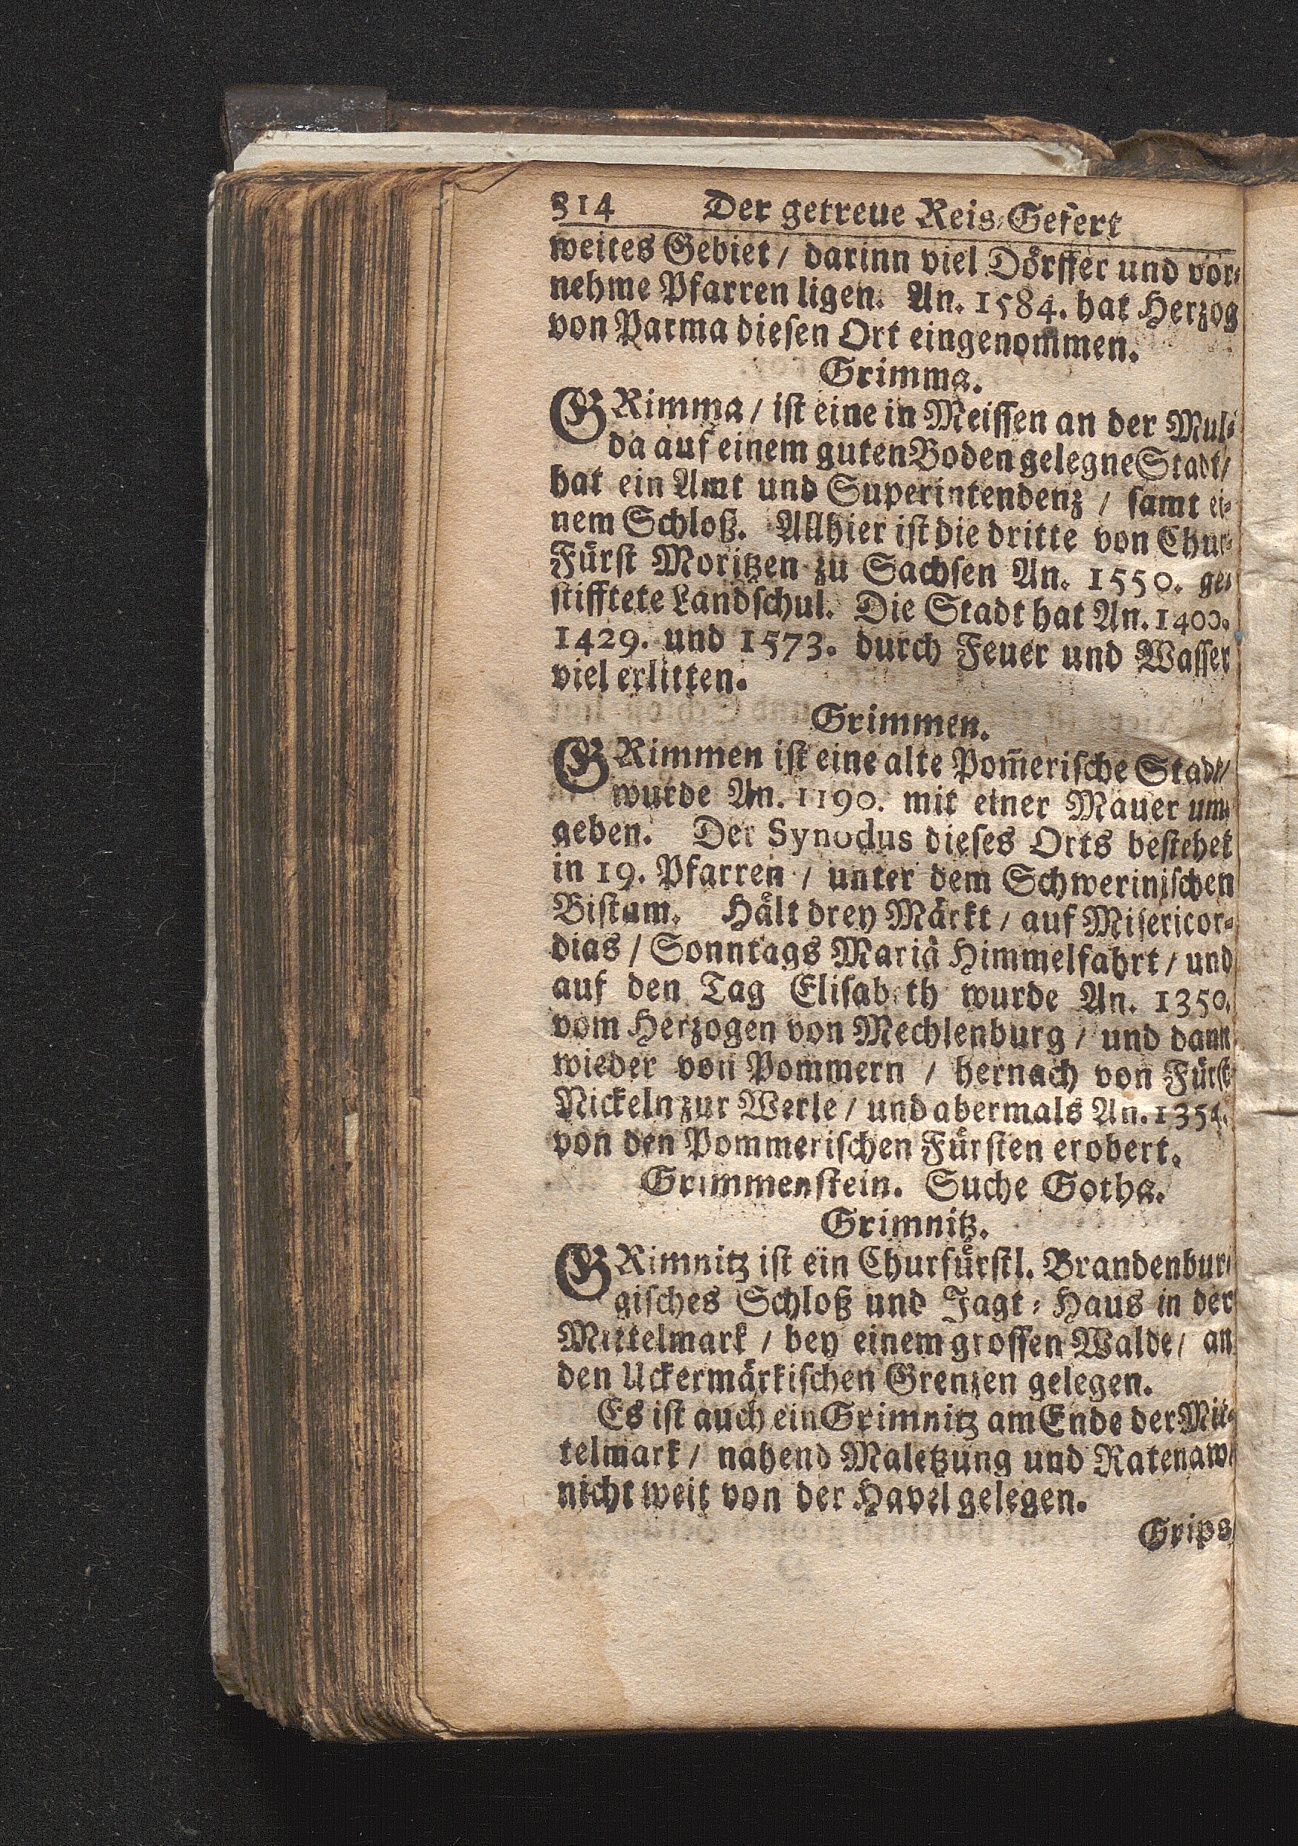 314 Der getreue Reis-Gefert
weites Gebiet / darinn viel Dörffer und vor-
nehme Pfarren ligen. An. 1584. hat Herzog
von Parma diesen Ort eingenommen.
Grimma.
GRimma / ist eine in Meissen an der Mul-
da auf einem guten Boden gelegne Stadt /
hat ein Amt und Superintendenz / samt ei-
nem Schloß. Allhier ist die dritte von Chur-
Fürst Moritzen zu Sachsen An. 1550. ge-
stifftete Landschul. Die Stadt hat An. 1400.
1429. und 1573. durch Feuer und Wasser
viel erlitten.
Grimmen.
GRimmen ist eine alte Pom̃erische Stadt /
wurde An. 1190. mit einer Mauer um-
geben. Der Synodus dieses Orts bestehet
in 19. Pfarren / unter dem Schwerinischen
Bistum. Hält drey Märkt / auf Misericor-
dias / Sonntags Mariä Himmelfahrt / und
auf den Tag Elisabeth wurde An. 1350.
vom Herzogen von Mechlenburg / und dann
wieder von Pommern / hernach von Fürst
Nickeln zur Werle / und abermals An. 1354.
von den Pommerischen Fürsten erobert.
Grimmenstein. Suche Gotha.
Grimnitz.
GRimnitz ist ein Churfürstl. Brandenbur-
gisches Schloß und Jagt-Haus in der
Mittelmark / bey einem grossen Walde / an
den Uckermärkischen Grenzen gelegen.
Es ist auch ein Grimnitz am Ende der Mit-
telmark / nahend Maletzung und Ratenaw /
nicht weit von der Havel gelegen.
Grips